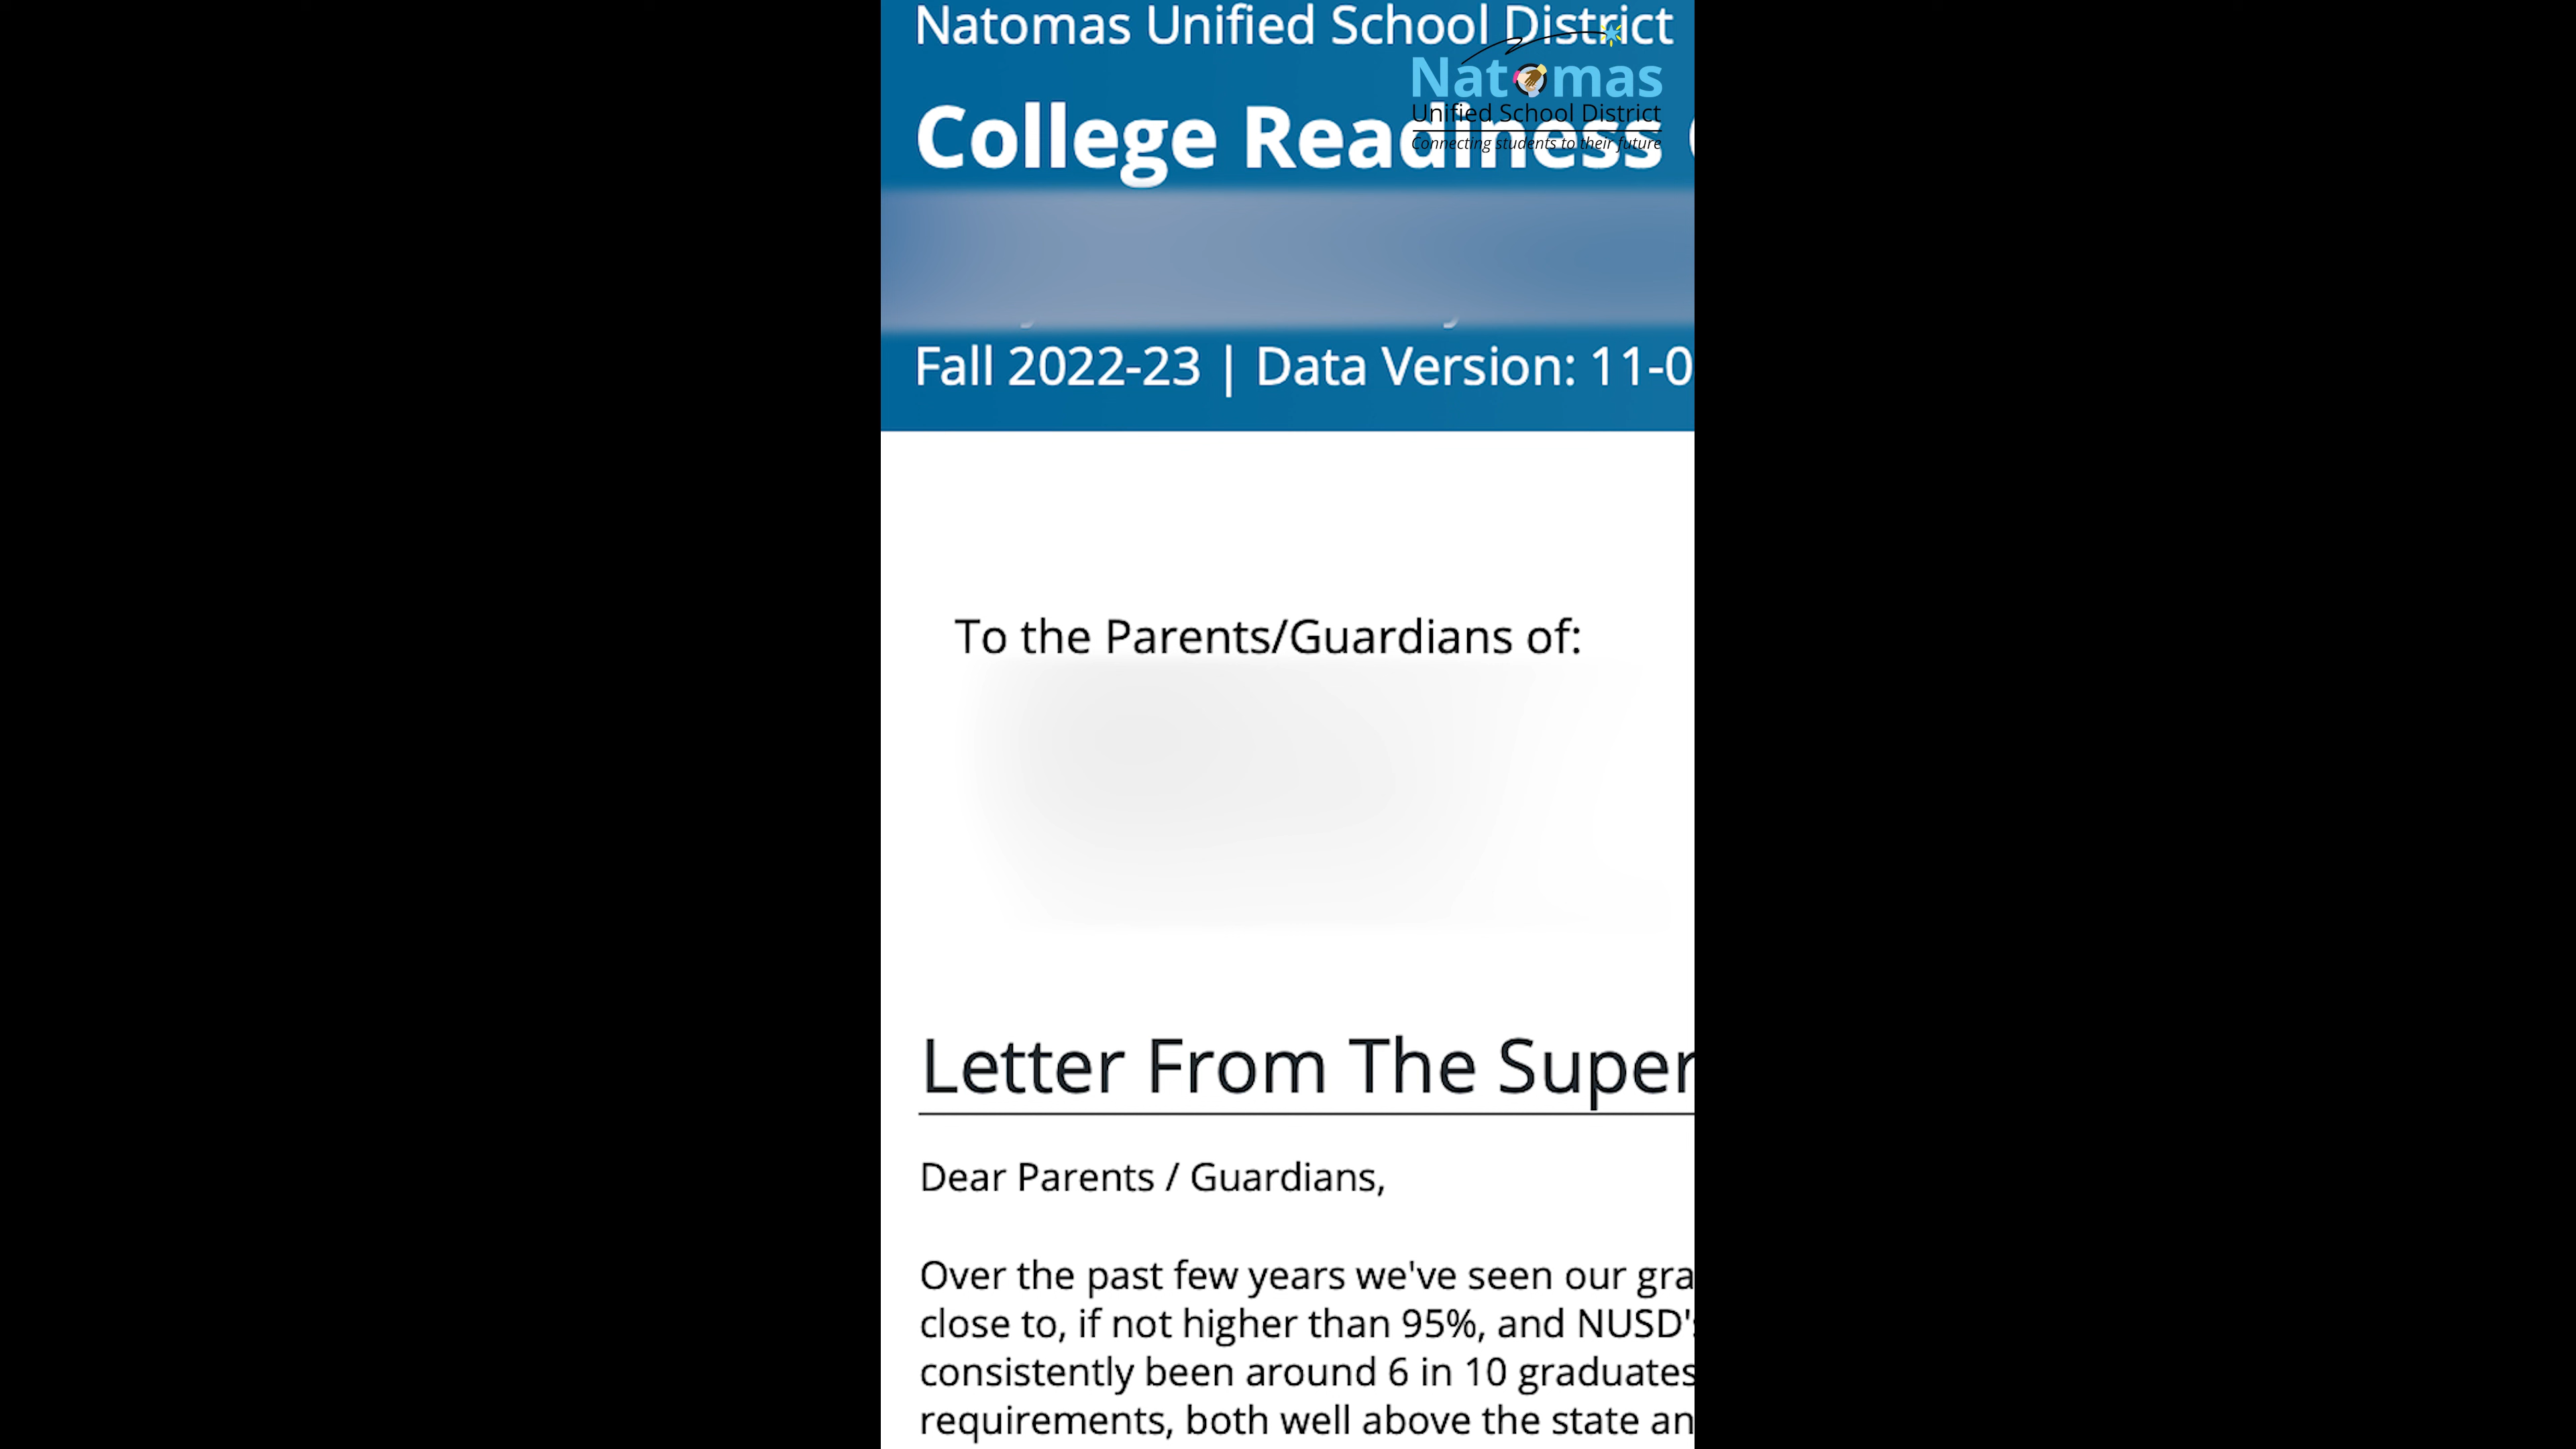 Natomas Unified School District
Natomas
Unified School District
Connecting students to their future
College Readiness
Fall 2022-23 | Data Version: 11-0
To the Parents/Guardians of:
Letter From The Super
Dear Parents / Guardians,
Over the past few years we've seen our gra
close to, if not higher than 95%, and NUSD'
consistently been around 6 in 10 graduates
requirements, both well above the state an